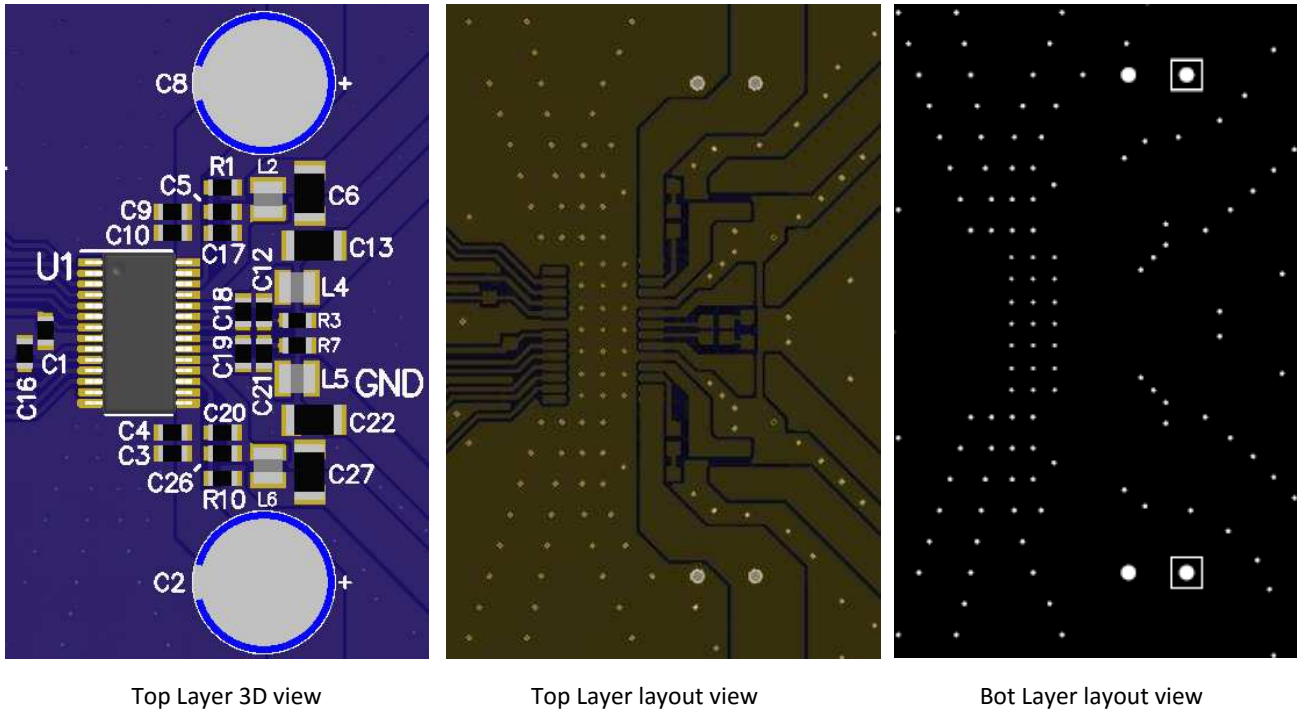 C8
+
R1
L2
C5
C6
C9
C10
C17
C13
C12
U1
L4
C18
R3
C19
R7
C1
C16
C21
L5
GND
C20
C22
C4
C3
C26
R10
L6
C27
C2
+
Top Layer 3D view
Top Layer layout view
Bot Layer layout view